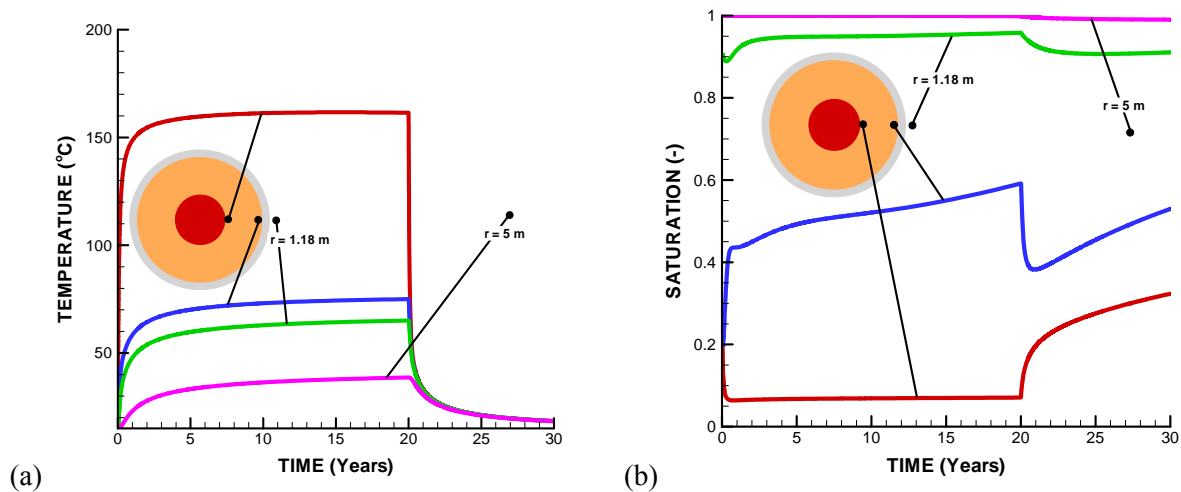 200
150
100
50
0 5 10 15 20 25 30
TEMPERATURE (°C)
TIME (Years)
r = 1.18 m
r = 5 m
(a)
1
0.8
0.6
0.4
0.2
0
0 5 10 15 20 25 30
SATURATION (-)
TIME (Years)
r = 1.18 m
r = 5 m
(b)